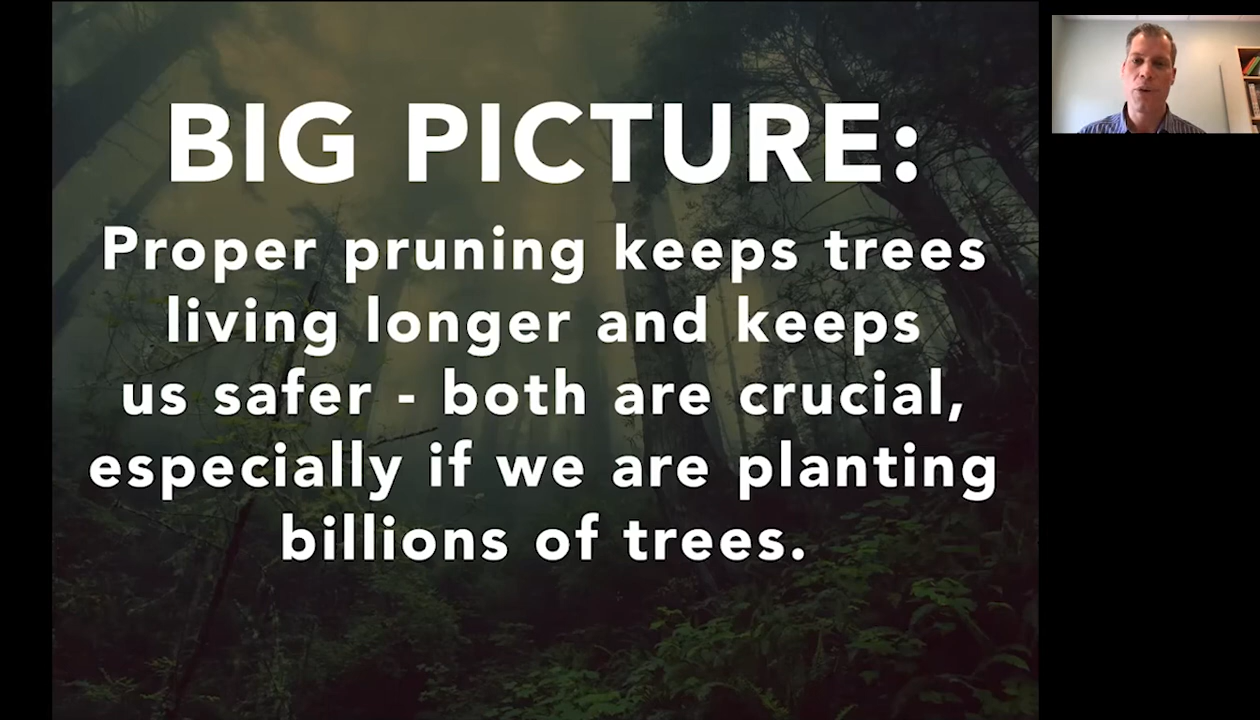 BIG PICTURE:
Proper pruning keeps trees
living longer and keeps
us safer - both are crucial,
especially if we are planting
billions of trees.